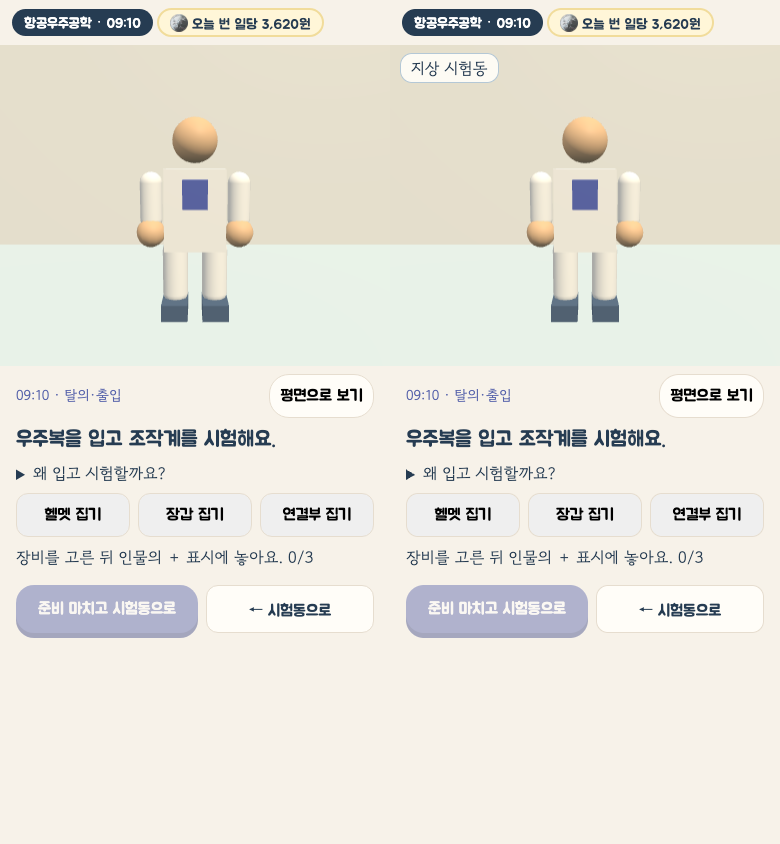 항공우주공학 · 09:10
오늘 번 일당 3,620원
09:10 · 탈의·출입
평면으로 보기
우주복을 입고 조작계를 시험해요.
▶ 왜 입고 시험할까요?
헬멧 집기
장갑 집기
연결부 집기
장비를 고른 뒤 인물의 + 표시에 놓아요. 0/3
준비 마치고 시험동으로
← 시험동으로
항공우주공학 · 09:10
오늘 번 일당 3,620원
지상 시험동
09:10 · 탈의·출입
평면으로 보기
우주복을 입고 조작계를 시험해요.
▶ 왜 입고 시험할까요?
헬멧 집기
장갑 집기
연결부 집기
장비를 고른 뒤 인물의 + 표시에 놓아요. 0/3
준비 마치고 시험동으로
← 시험동으로